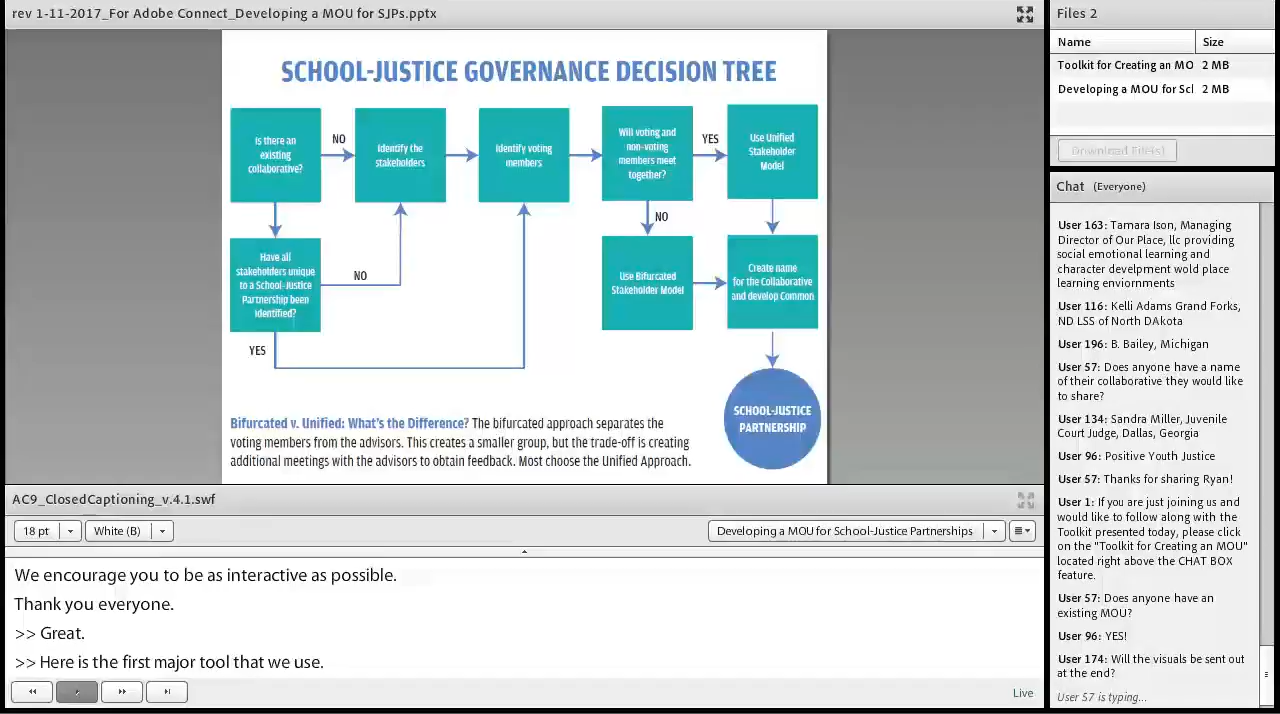 rev 1-11-2017_For Adobe Connect_Developing a MOU for SJPs.pptx
SCHOOL-JUSTICE GOVERNANCE DECISION TREE
Is there an
existing
collaborative?
NO
Identify the
stakeholders
Identify voting
members
Will voting and
non-voting
members meet
together?
YES
Use Unified
Stakeholder
Model
NO
Have all
stakeholders unique
to a School-Justice
Partnership been
identified?
NO
Use Bifurcated
Stakeholder Model
Create name
for the Collaborative
and develop Common
YES
SCHOOL-JUSTICE
PARTNERSHIP
Bifurcated v. Unified: What's the Difference? The bifurcated approach separates the
voting members from the advisors. This creates a smaller group, but the trade-off is creating
additional meetings with the advisors to obtain feedback. Most choose the Unified Approach.
AC9_ClosedCaptioning_v.4.1.swf
18 pt
White (B)
Developing a MOU for School-Justice Partnerships
We encourage you to be as interactive as possible.
Thank you everyone.
>> Great.
>> Here is the first major tool that we use.
Live
Files 2
Name Size
Toolkit for Creating an MO 2 MB
Developing a MOU for Scl 2 MB
Download File(s)
Chat (Everyone)
User 163: Tamara Ison, Managing
Director of Our Place, llc providing
social emotional learning and
character develpment wold place
learning enviornments
User 116: Kelli Adams Grand Forks,
ND LSS of North DAkota
User 196: B. Bailey, Michigan
User 57: Does anyone have a name
of their collaborative they would like
to share?
User 134: Sandra Miller, Juvenile
Court Judge, Dallas, Georgia
User 96: Positive Youth Justice
User 57: Thanks for sharing Ryan!
User 1: If you are just joining us and
would like to follow along with the
Toolkit presented today, please click
on the "Toolkit for Creating an MOU"
located right above the CHAT BOX
feature.
User 57: Does anyone have an
existing MOU?
User 96: YES!
User 174: Will the visuals be sent out
at the end?
User 57 is typing...